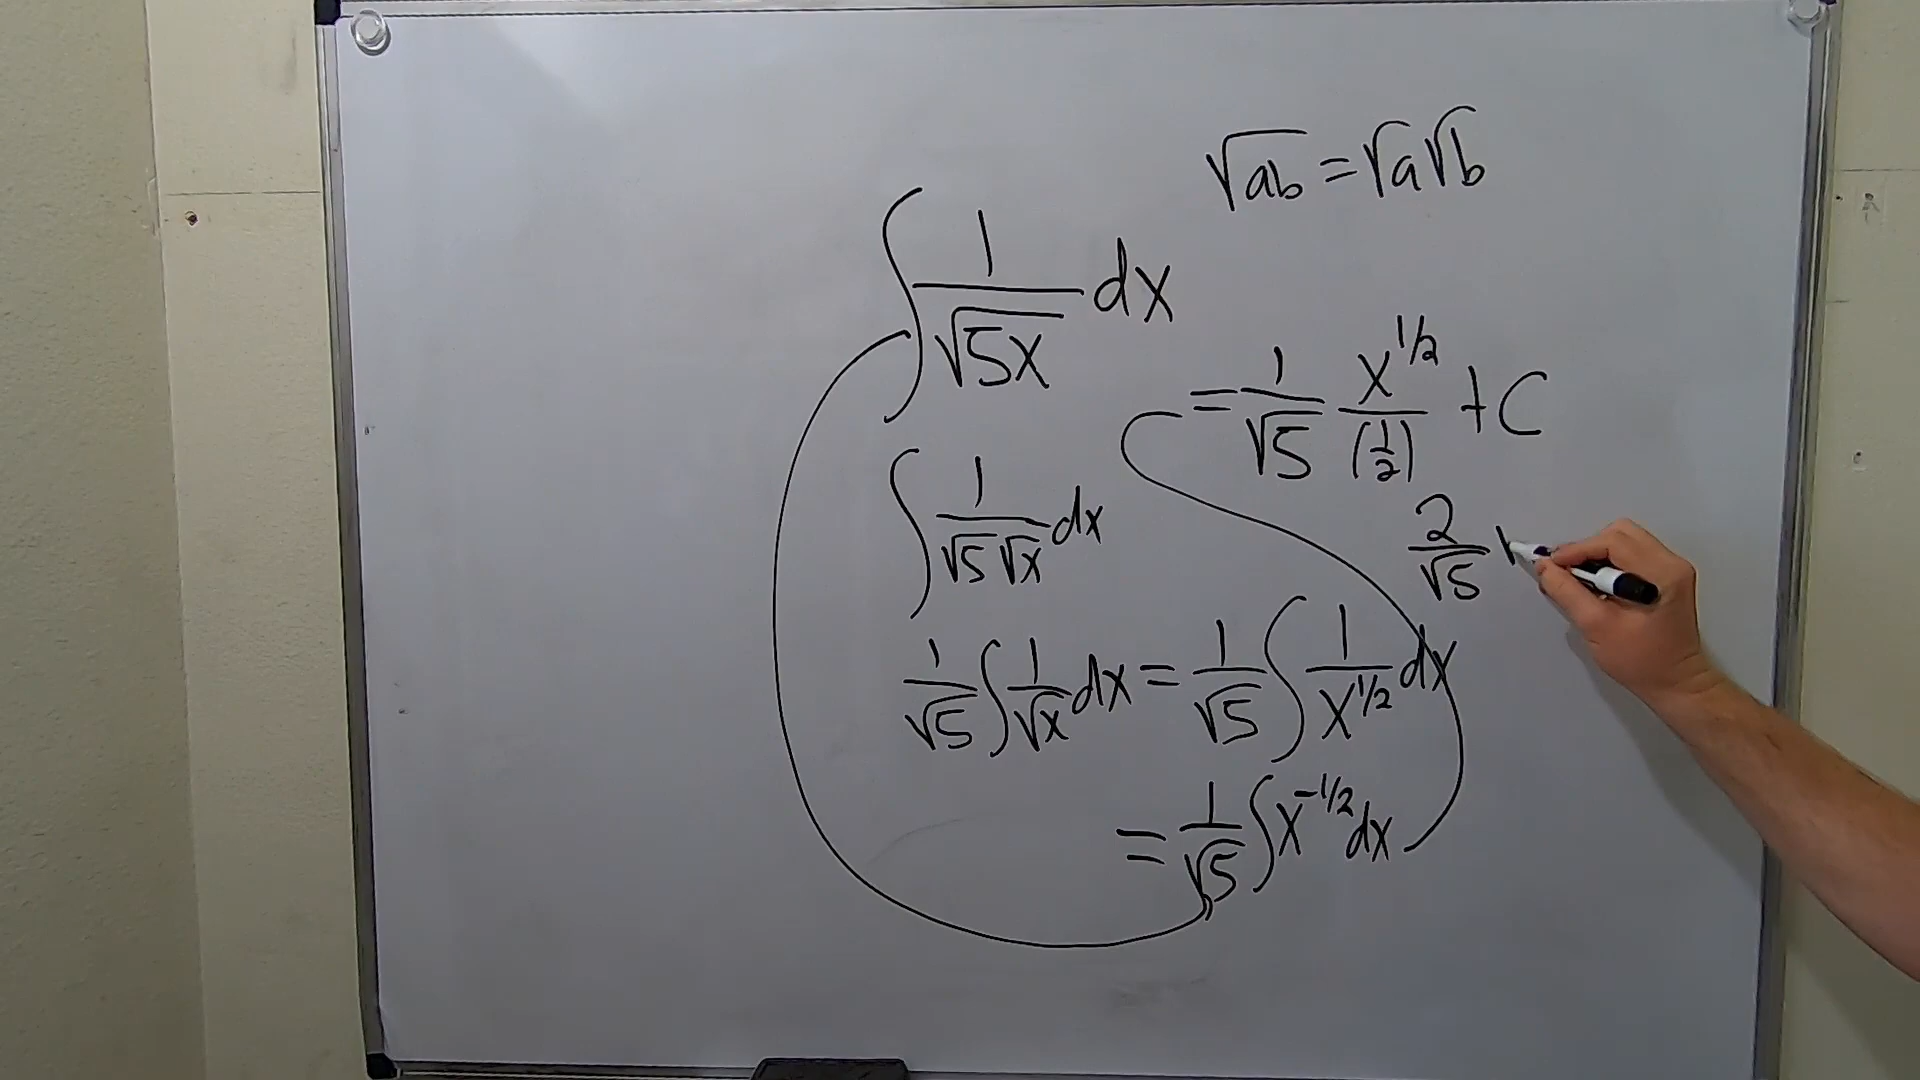 √ab = √a√b
∫ 1/√5x dx
∫ 1/√5√x dx
1/√5 ∫ 1/√x dx = 1/√5 ∫ 1/x^1/2 dx
= 1/√5 ∫ x^-1/2 dx
= 1/√5 x^1/2/(1/2) + C
2/√5